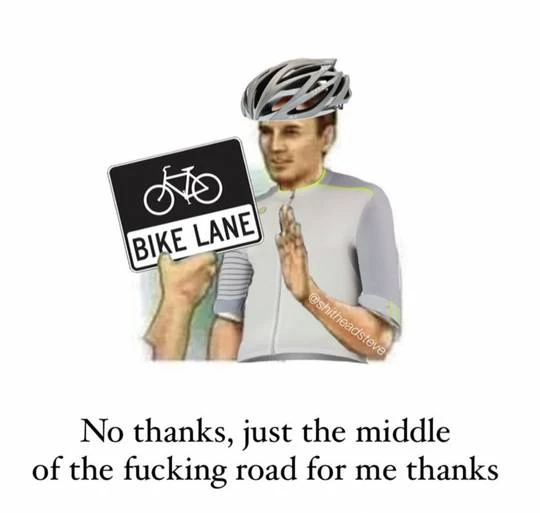 BIKE LANE
@shitheadsteve
No thanks, just the middle
of the fucking road for me thanks